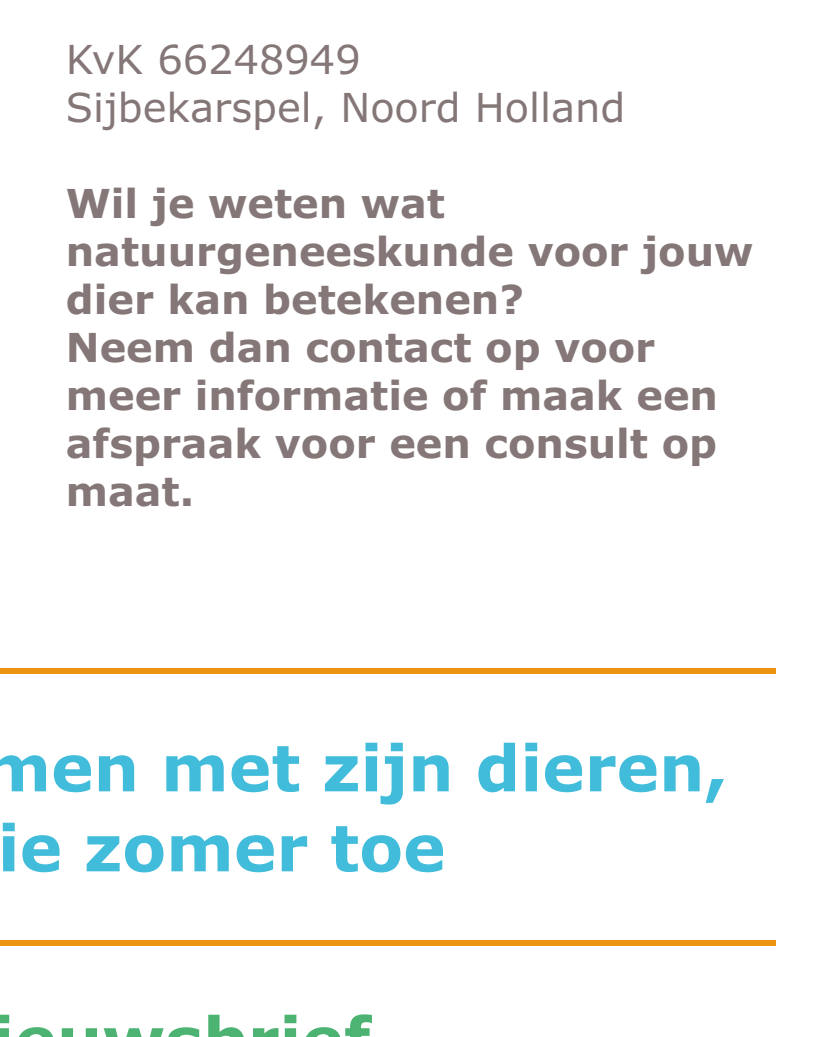 KvK 66248949
Sijbekarspel, Noord Holland
Wil je weten wat
natuurgeneeskunde voor jouw
dier kan betekenen?
Neem dan contact op voor
meer informatie of maak een
afspraak voor een consult op
maat.
men met zijn dieren,
ie zomer toe
ieuwsbrief